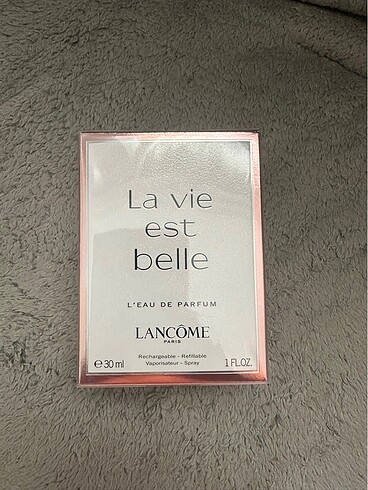 La vie
est
belle
L'EAU DE PARFUM
LANCÔME
PARIS
Rechargeable - Refillable
Vaporisateur - Spray
℮30 ml
1 FL.OZ.